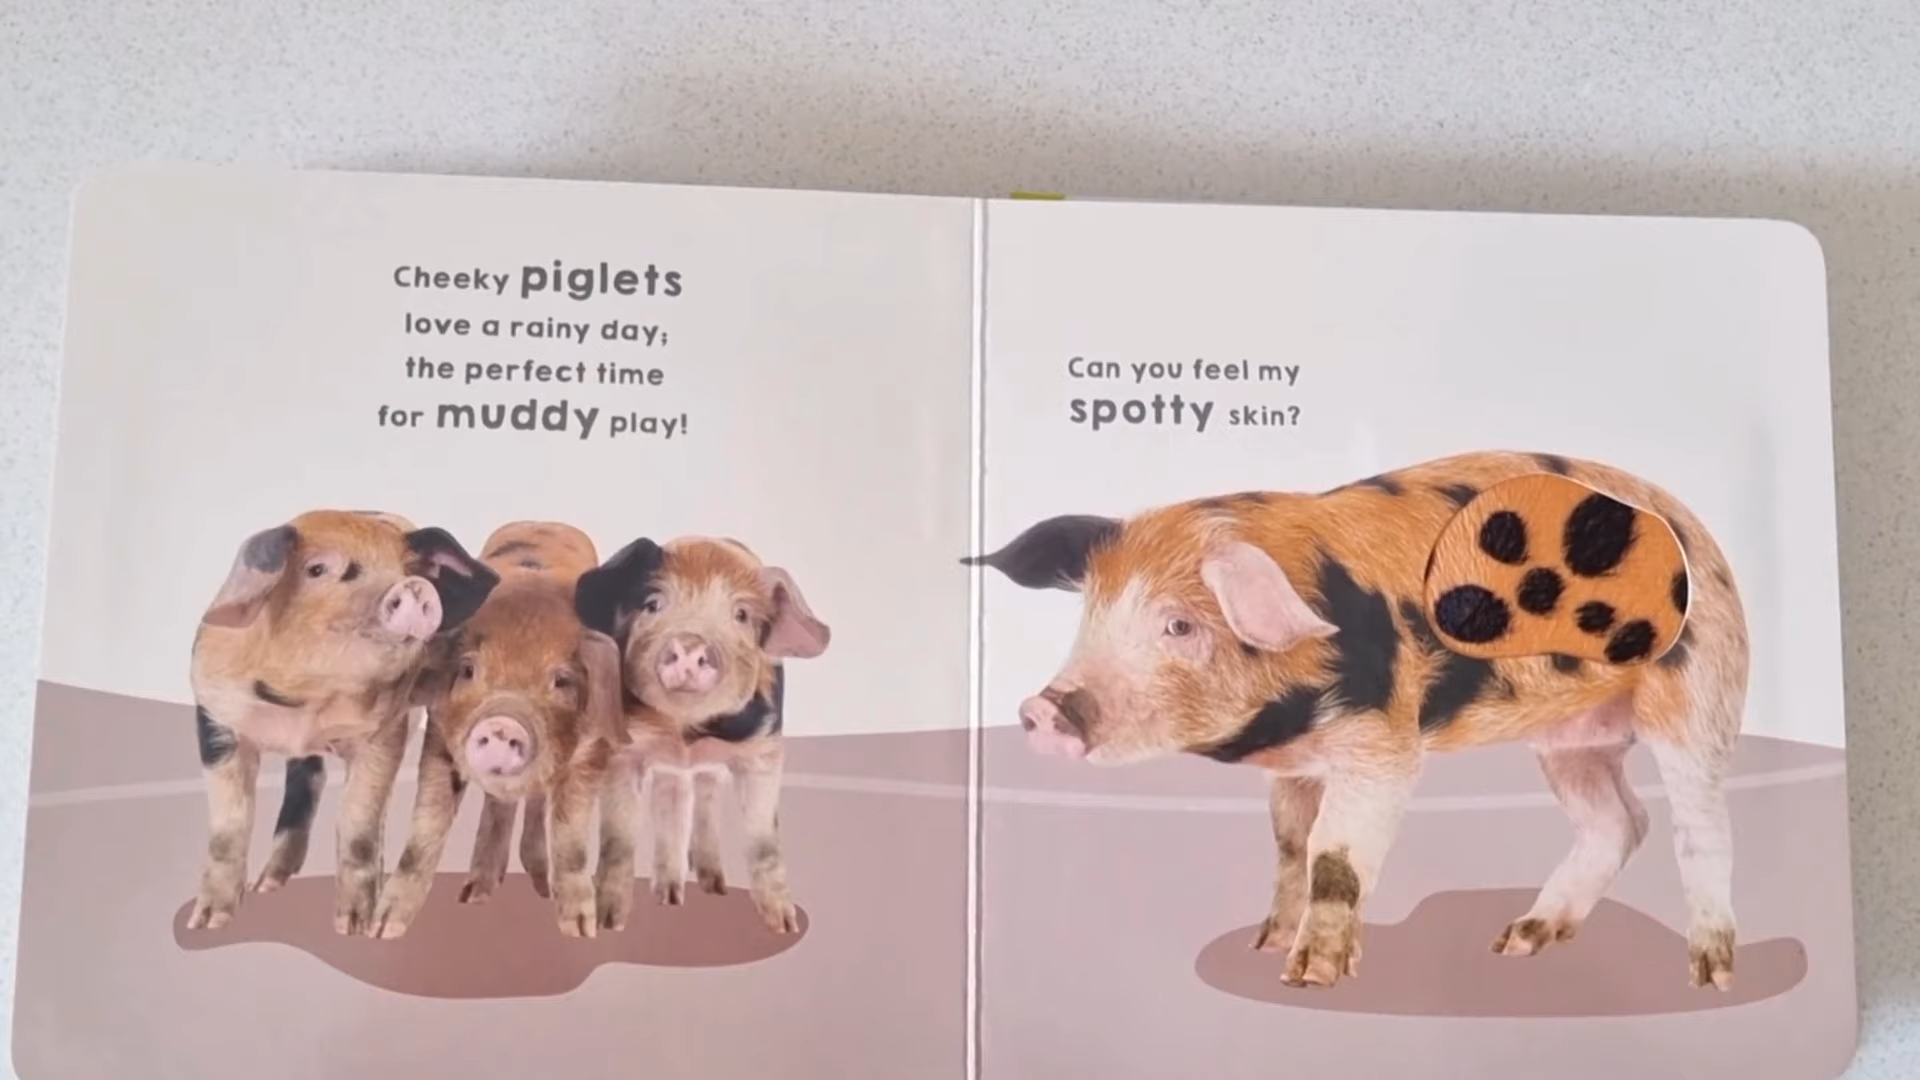 Cheeky piglets
love a rainy day;
the perfect time
for muddy play!
Can you feel my
spotty skin?